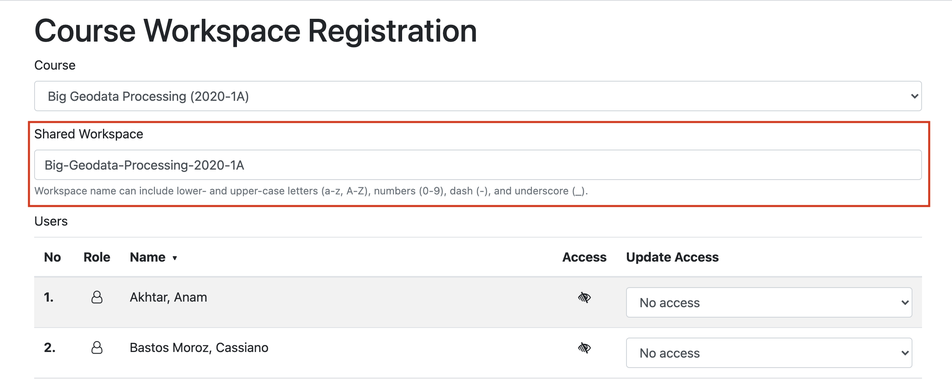 Course Workspace Registration
Course
Big Geodata Processing (2020-1A)
Shared Workspace
Big-Geodata-Processing-2020-1A
Workspace name can include lower- and upper-case letters (a-z, A-Z), numbers (0-9), dash (-), and underscore (_).
Users
No Role Name ▼ Access Update Access
1. Akhtar, Anam No access
2. Bastos Moroz, Cassiano No access